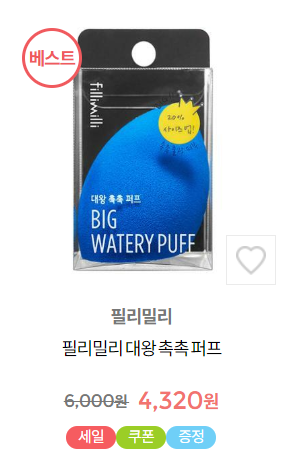 베스트
fillimilli
20%
사이즈 업!
대왕 촉촉 퍼프
BIG
WATERY PUFF
필리밀리
필리밀리 대왕 촉촉 퍼프
6,000원 4,320원
세일 쿠폰 증정